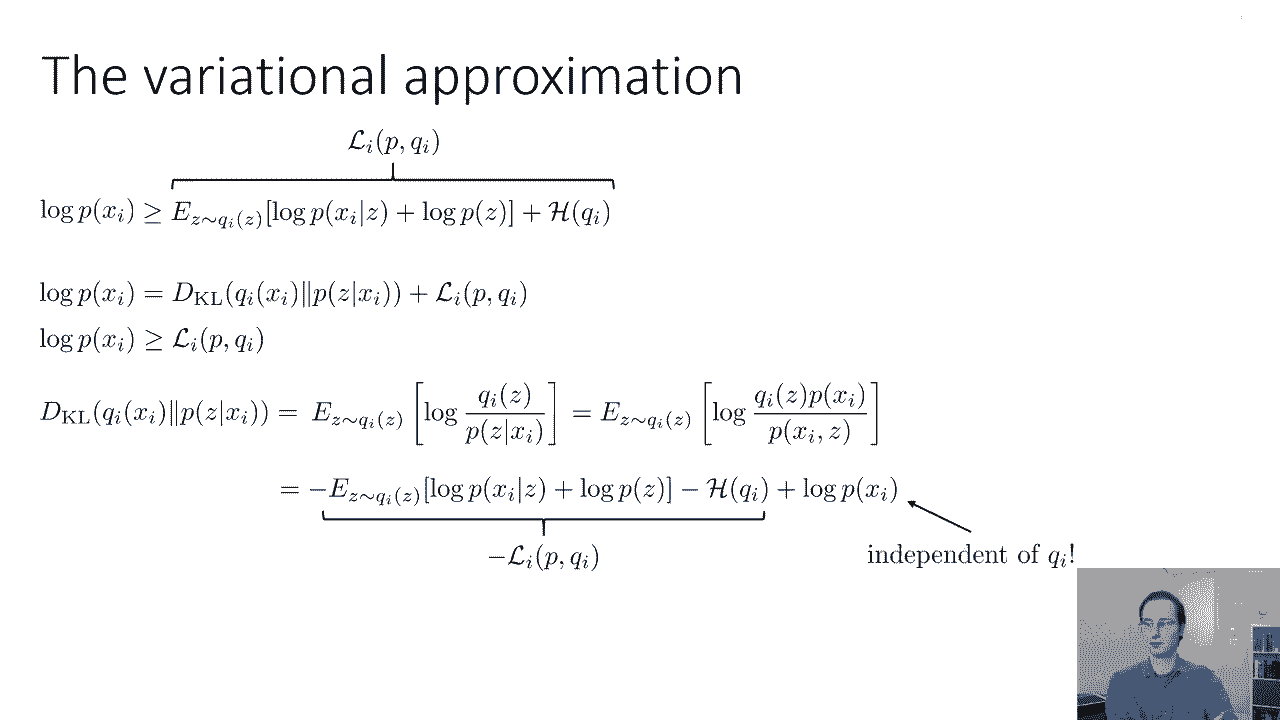 The variational approximation
$\mathcal{L}_i(p, q_i)$
$\log p(x_i) \geq E_{z \sim q_i(z)}[\log p(x_i|z) + \log p(z)] + \mathcal{H}(q_i)$
$\log p(x_i) = D_{\mathrm{KL}}(q_i(x_i) \| p(z|x_i)) + \mathcal{L}_i(p, q_i)$
$\log p(x_i) \geq \mathcal{L}_i(p, q_i)$
$D_{\mathrm{KL}}(q_i(x_i) \| p(z|x_i)) = E_{z \sim q_i(z)} \left[ \log \frac{q_i(z)}{p(z|x_i)} \right] = E_{z \sim q_i(z)} \left[ \log \frac{q_i(z) p(x_i)}{p(x_i, z)} \right]$
$= -E_{z \sim q_i(z)}[\log p(x_i|z) + \log p(z)] - \mathcal{H}(q_i) + \log p(x_i)$
$-\mathcal{L}_i(p, q_i)$
independent of $q_i$!